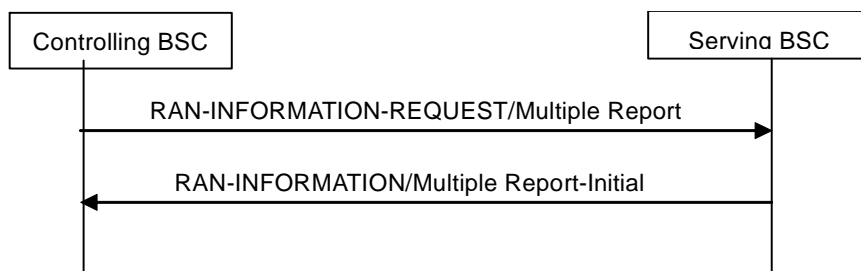 Controlling BSC
Serving BSC
RAN-INFORMATION-REQUEST/Multiple Report
RAN-INFORMATION/Multiple Report-Initial